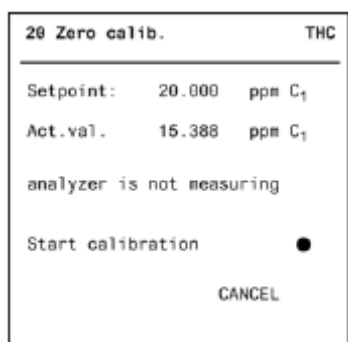 20 Zero calib. THC
Setpoint: 20.000 ppm C₁
Act.val. 15.388 ppm C₁
analyzer is not measuring
Start calibration ●
CANCEL